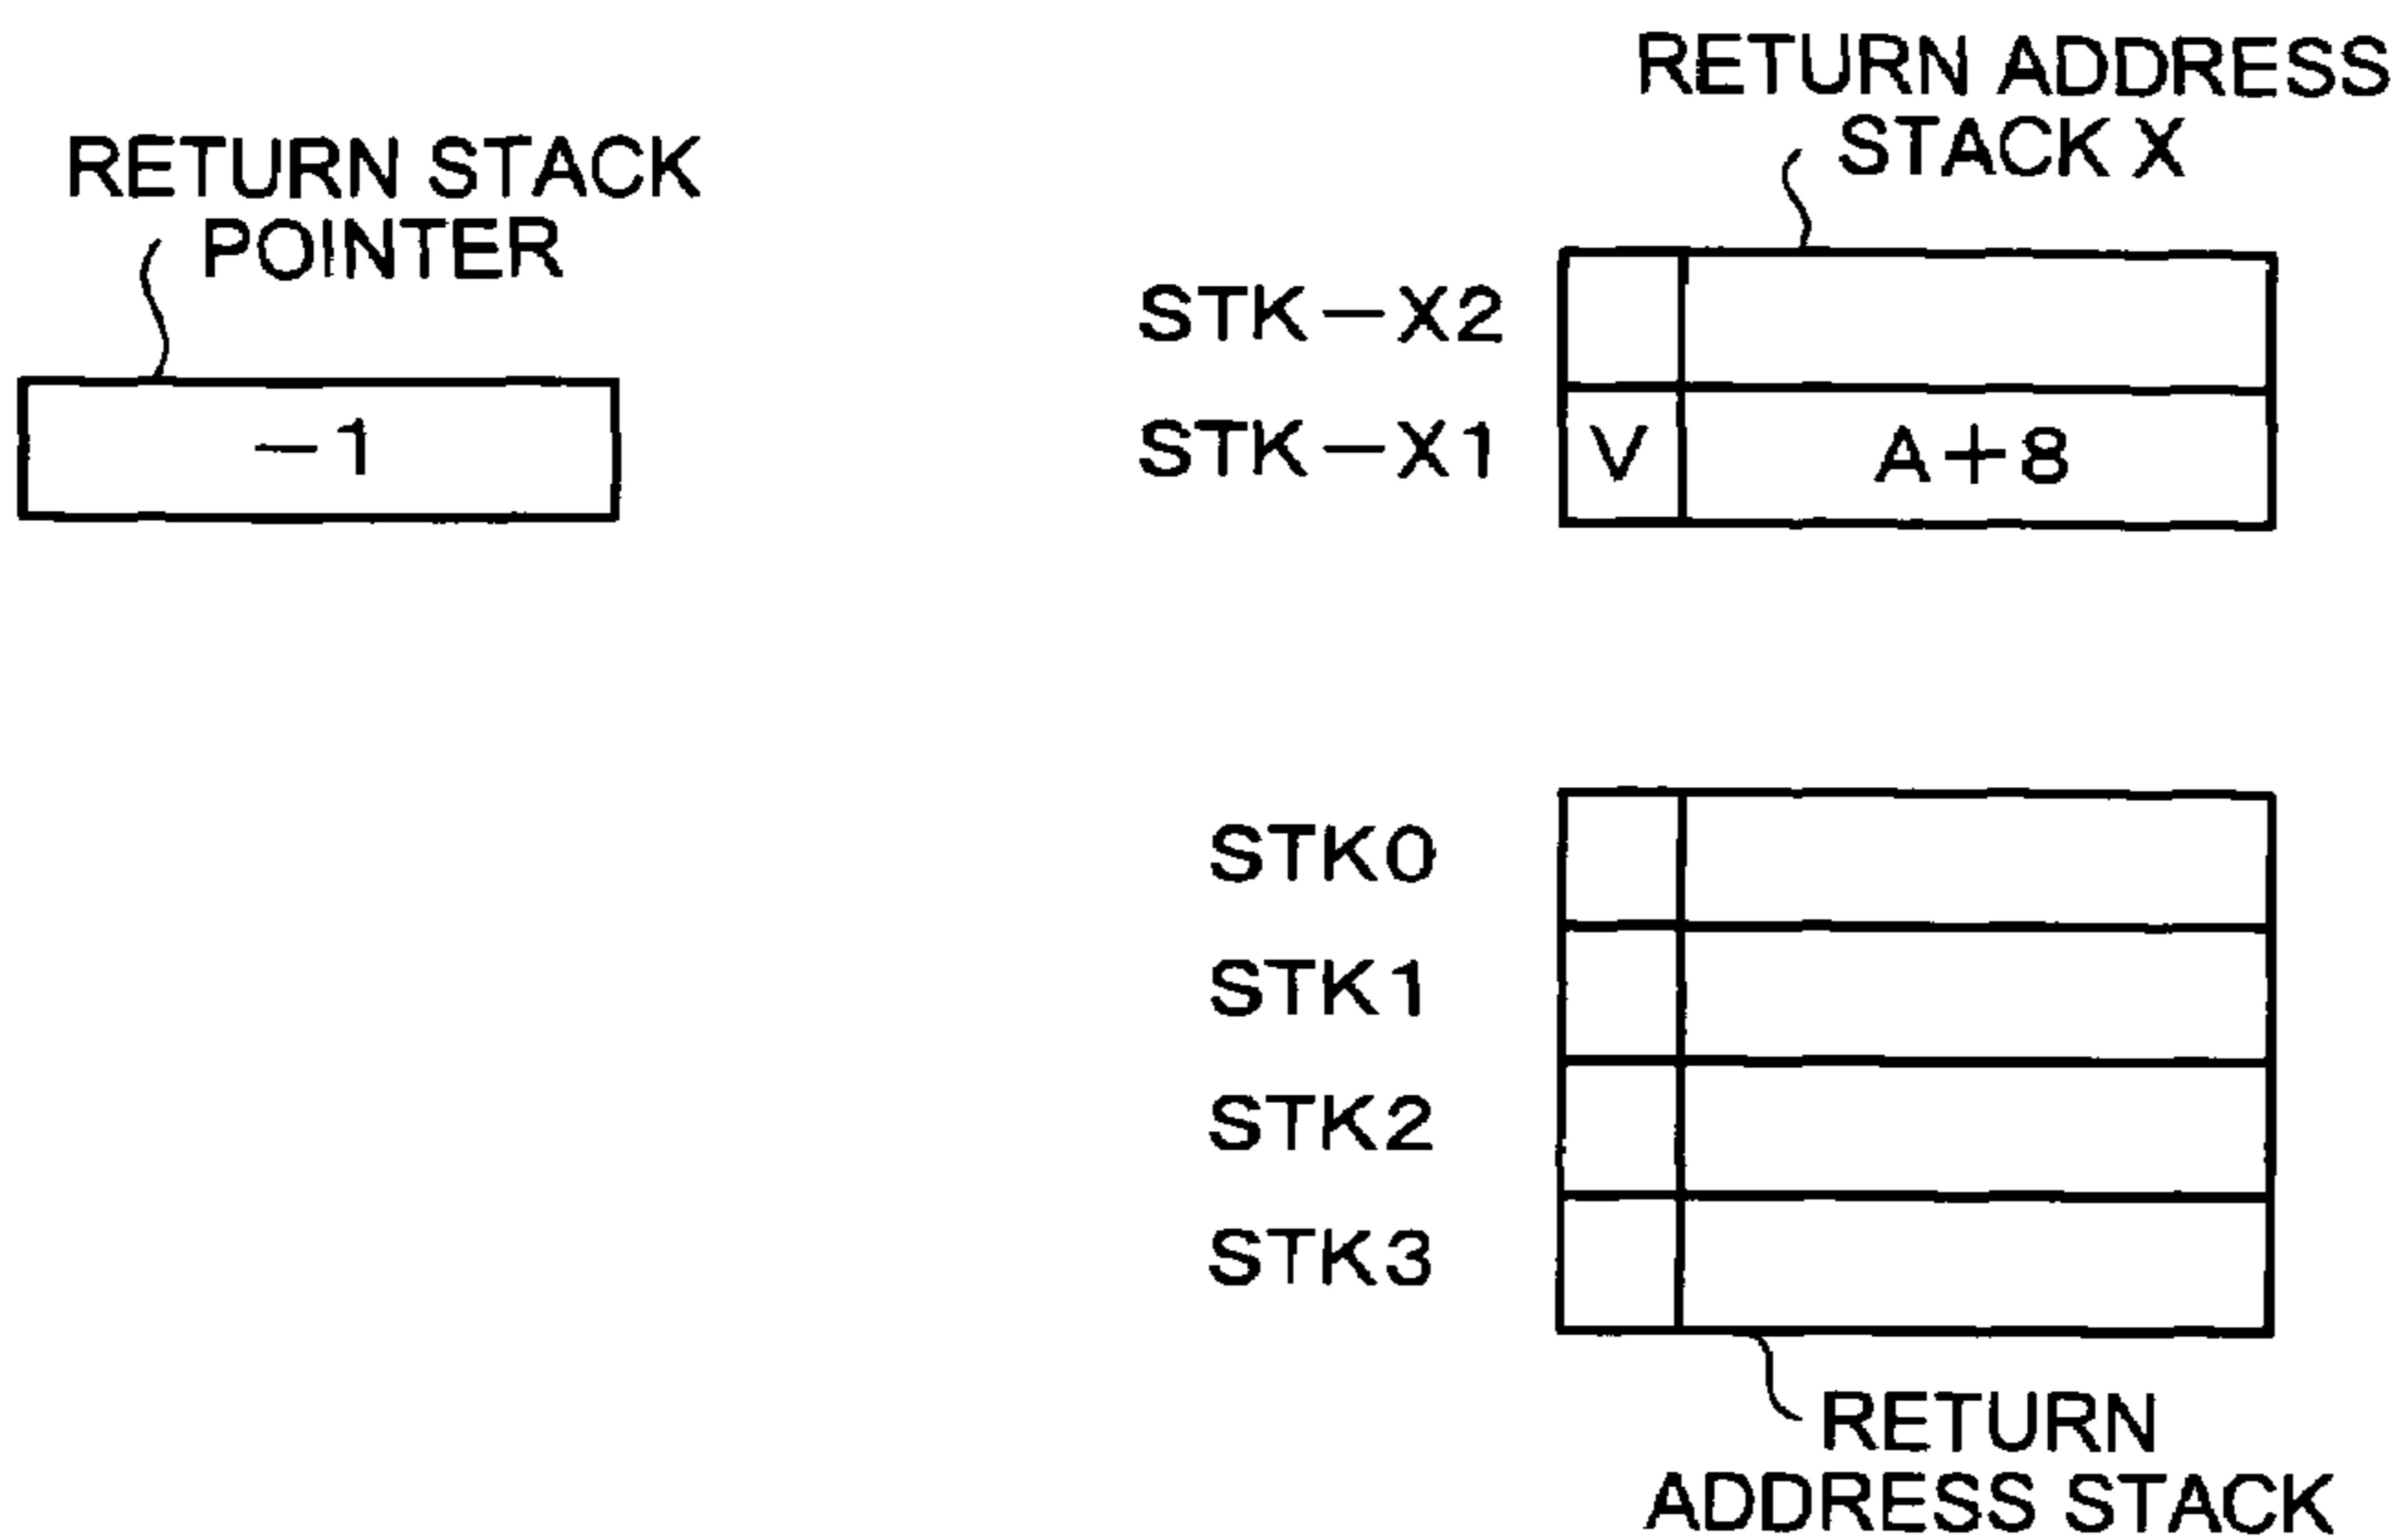 RETURN STACK
POINTER
-1
RETURN ADDRESS
STACK X
STK-X2
STK-X1 V A+8
STK0
STK1
STK2
STK3
RETURN
ADDRESS STACK